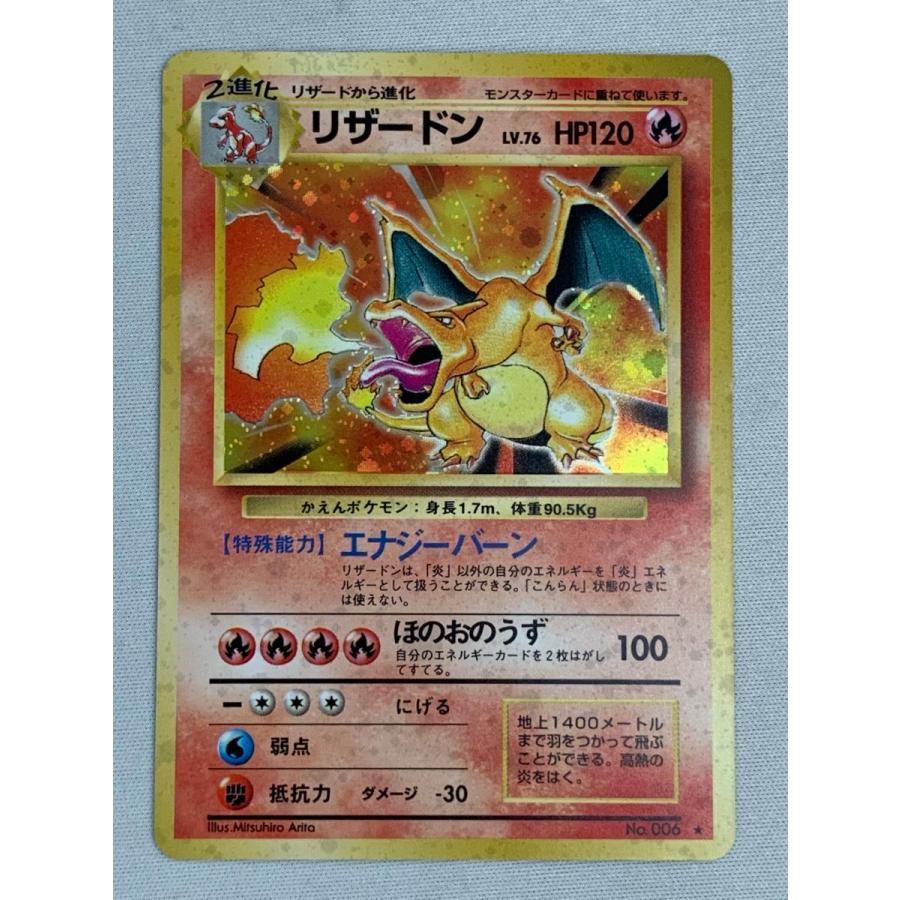 2進化
リザードから進化
モンスターカードに重ねて使います。
リザードン LV.76 HP120
かえんポケモン：身長1.7m、体重90.5Kg
【特殊能力】エナジーバーン
リザードンは、「炎」以外の自分のエネルギーを「炎」エネ
ルギーとして扱うことができる。「こんらん」状態のときに
は使えない。
ほのおのうず 100
自分のエネルギーカードを２枚はがし
てすてる。
ー にげる
弱点
抵抗力 ダメージ -30
地上1400メートル
まで羽をつかって飛ぶ
ことができる。高熱の
炎をはく。
Illus.Mitsuhiro Arita
No. 006 ★